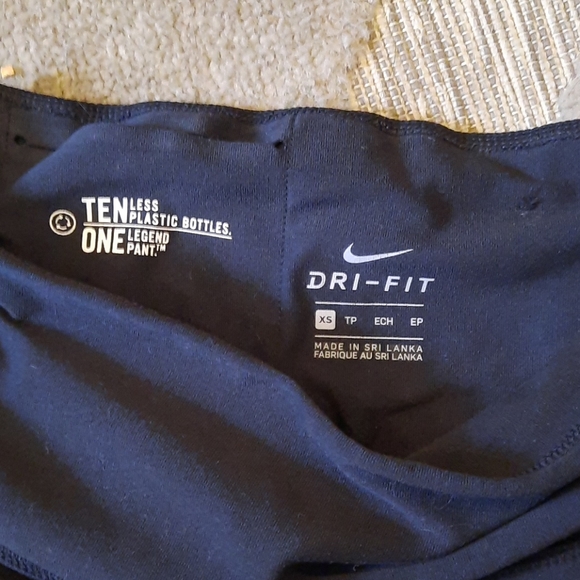 TEN LESS
PLASTIC BOTTLES.
ONE LEGEND
PANT.™
DRI-FIT
XS TP ECH EP
MADE IN SRI LANKA
FABRIQUE AU SRI LANKA